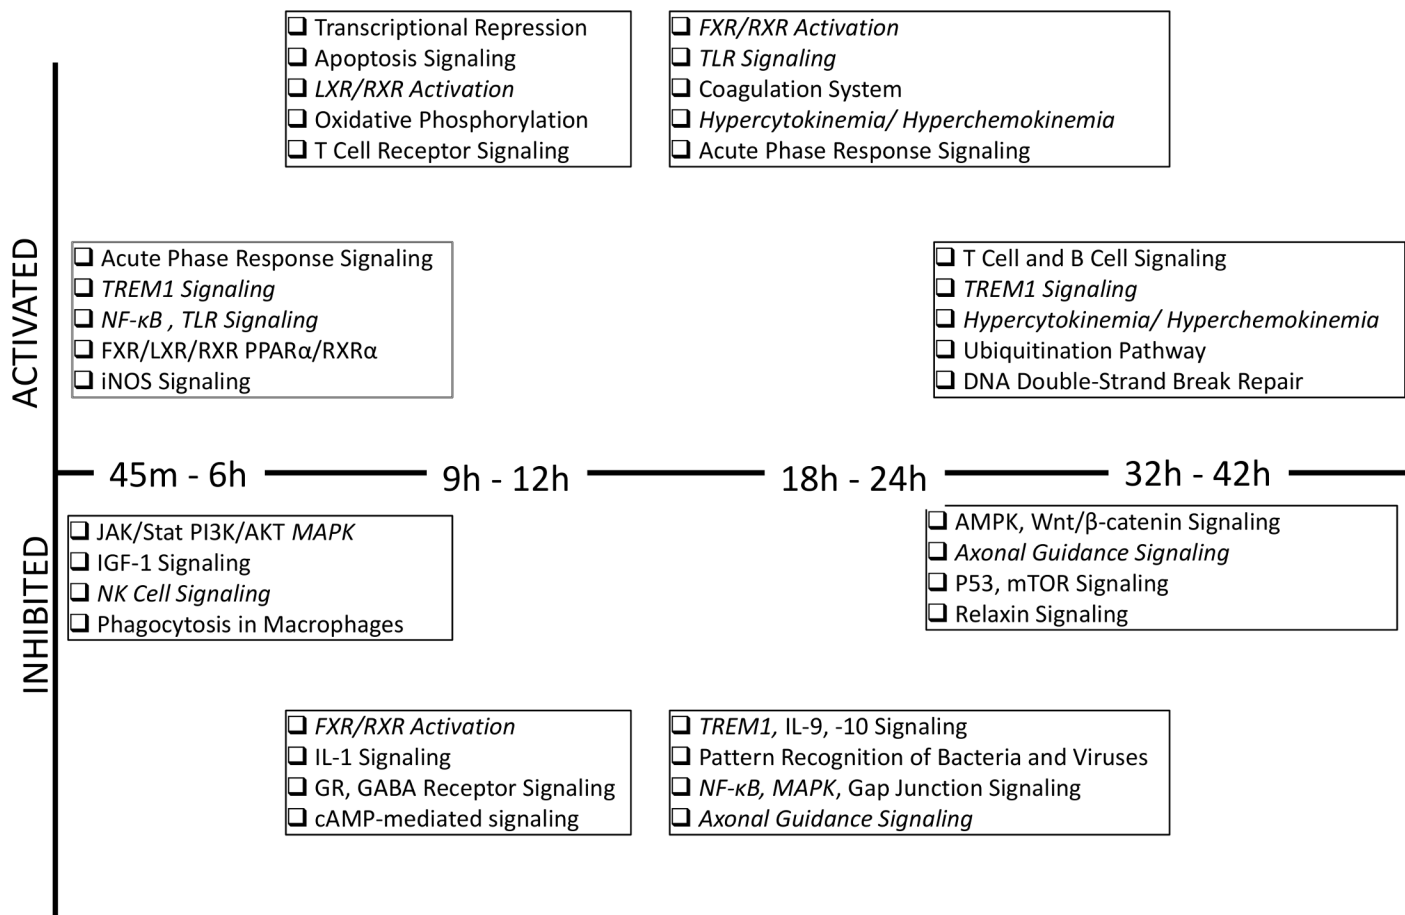 Transcriptional Repression
Apoptosis Signaling
LXR/RXR Activation
Oxidative Phosphorylation
T Cell Receptor Signaling
FXR/RXR Activation
TLR Signaling
Coagulation System
Hypercytokinemia/ Hyperchemokinemia
Acute Phase Response Signaling
ACTIVATED
Acute Phase Response Signaling
TREM1 Signaling
NF-κB , TLR Signaling
FXR/LXR/RXR PPARα/RXRα
iNOS Signaling
T Cell and B Cell Signaling
TREM1 Signaling
Hypercytokinemia/ Hyperchemokinemia
Ubiquitination Pathway
DNA Double-Strand Break Repair
45m - 6h
9h - 12h
18h - 24h
32h - 42h
INHIBITED
JAK/Stat PI3K/AKT MAPK
IGF-1 Signaling
NK Cell Signaling
Phagocytosis in Macrophages
AMPK, Wnt/β-catenin Signaling
Axonal Guidance Signaling
P53, mTOR Signaling
Relaxin Signaling
FXR/RXR Activation
IL-1 Signaling
GR, GABA Receptor Signaling
cAMP-mediated signaling
TREM1, IL-9, -10 Signaling
Pattern Recognition of Bacteria and Viruses
NF-κB, MAPK, Gap Junction Signaling
Axonal Guidance Signaling